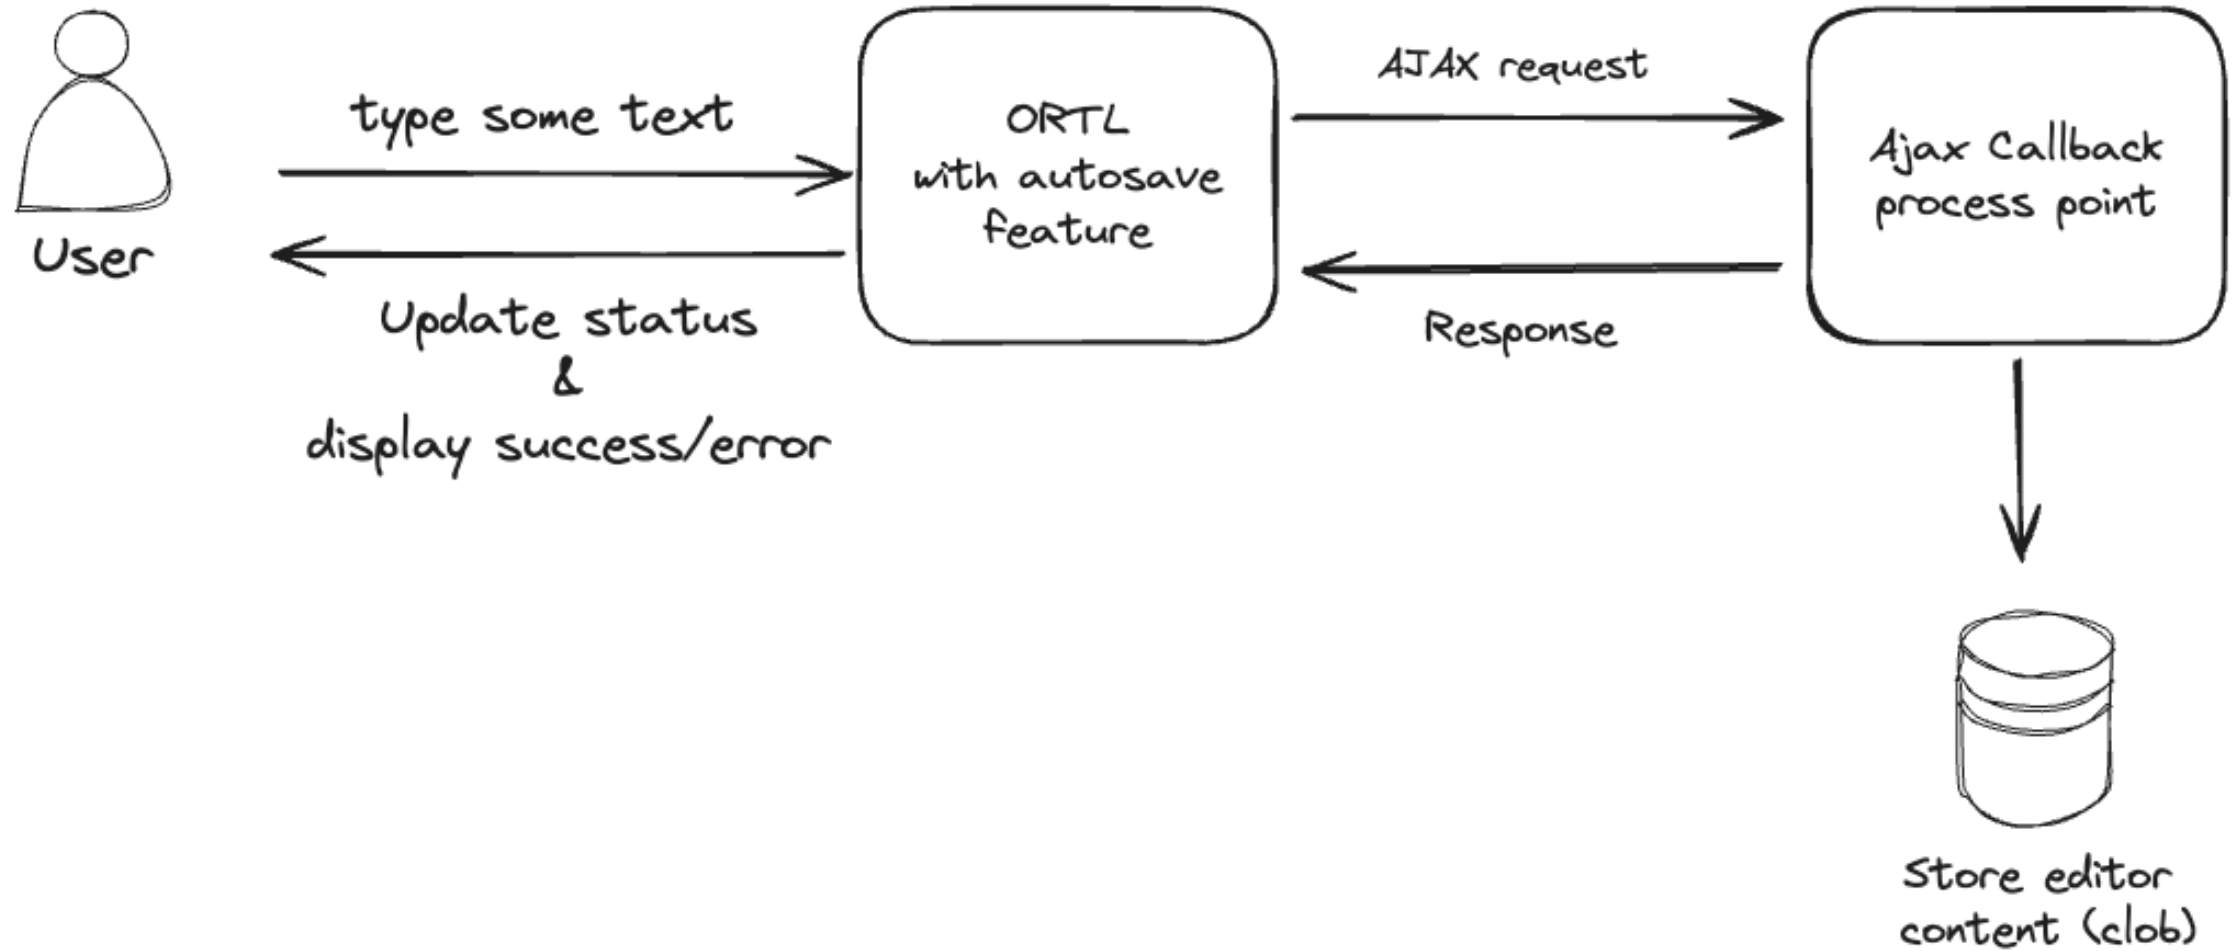 type some text
User
Update status
&
display success/error
ORTL
with autosave
feature
AJAX request
Response
Ajax Callback
process point
Store editor
content (clob)